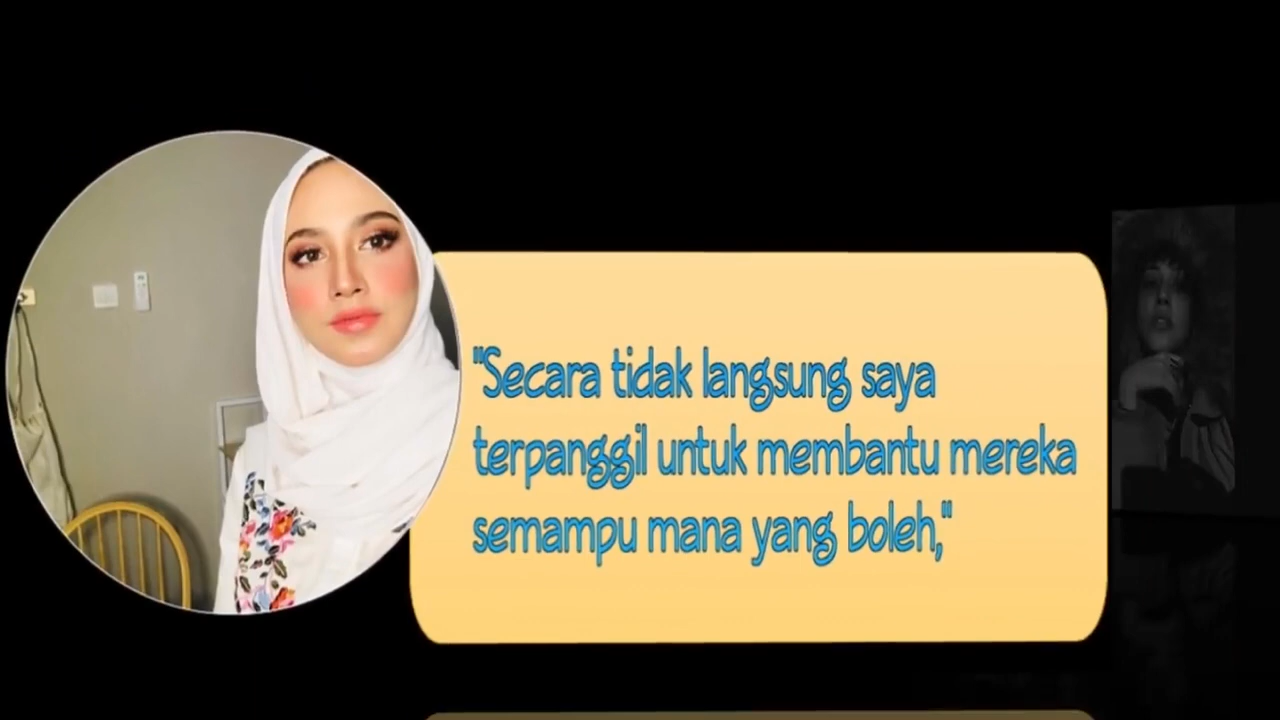 "Secara tidak langsung saya
terpanggil untuk membantu mereka
semampu mana yang boleh,"